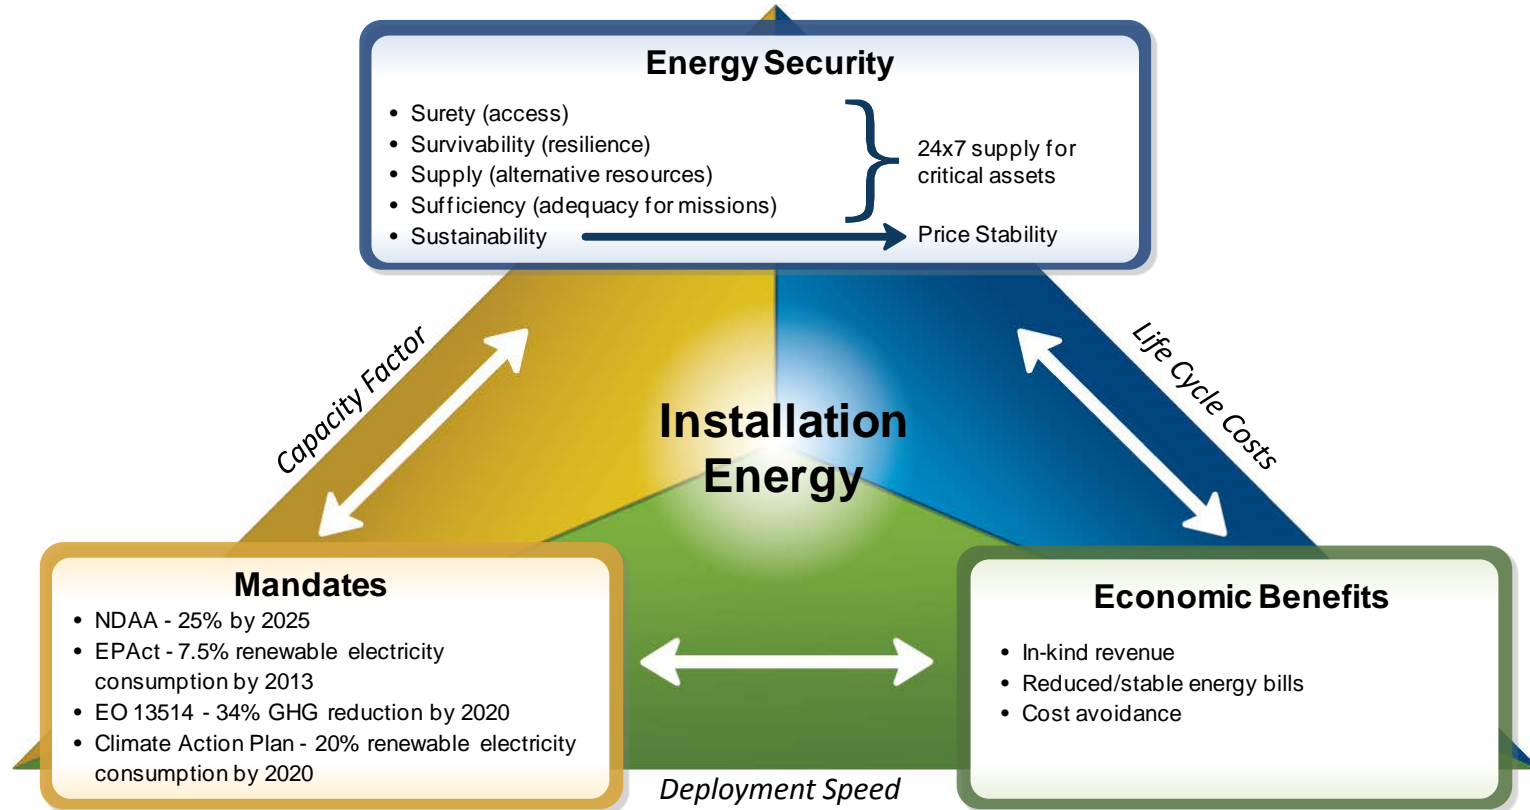 Energy Security
• Surety (access)
• Survivability (resilience)
• Supply (alternative resources)
• Sufficiency (adequacy for missions)
• Sustainability
24x7 supply for
critical assets
Price Stability
Capacity Factor
Life Cycle Costs
Installation
Energy
Mandates
• NDAA - 25% by 2025
• EPAct - 7.5% renewable electricity
consumption by 2013
• EO 13514 - 34% GHG reduction by 2020
• Climate Action Plan - 20% renewable electricity
consumption by 2020
Economic Benefits
• In-kind revenue
• Reduced/stable energy bills
• Cost avoidance
Deployment Speed